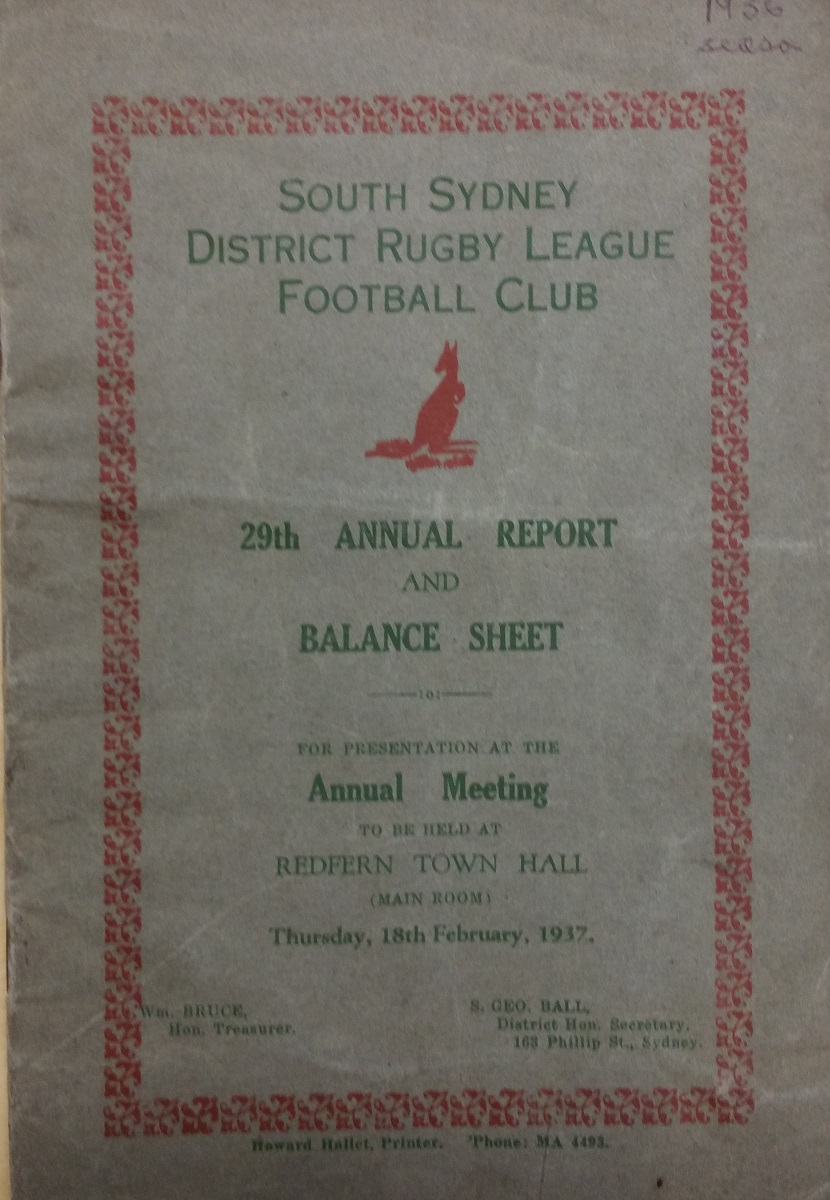 1936
season
SOUTH SYDNEY
DISTRICT RUGBY LEAGUE
FOOTBALL CLUB
29th ANNUAL REPORT
AND
BALANCE SHEET
:o:
FOR PRESENTATION AT THE
Annual Meeting
TO BE HELD AT
REDFERN TOWN HALL
(MAIN ROOM)
Thursday, 18th February, 1937.
Wm. BRUCE,
Hon. Treasurer.
S. GEO. BALL,
District Hon. Secretary.
163 Phillip St., Sydney.
Howard Hallet, Printer. 'Phone: MA 4493.